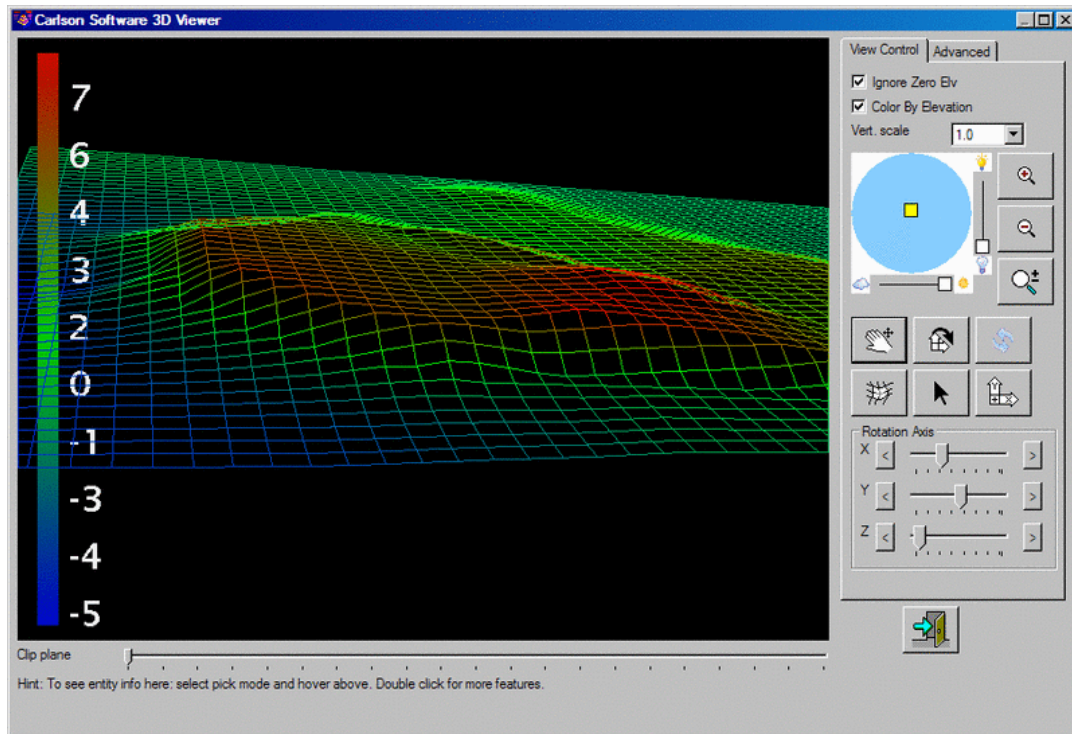 Carlson Software 3D Viewer
7
6
4
3
2
0
-1
-3
-4
-5
View Control
Advanced
Ignore Zero Elv
Color By Elevation
Vert. scale
1.0
Rotation Axis
X < >
Y < >
Z < >
Clip plane
Hint: To see entity info here: select pick mode and hover above. Double click for more features.